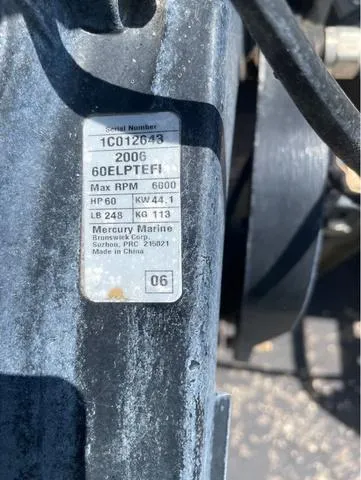 Serial Number
1C012643
2006
60ELPTEFI
Max RPM 6000
HP 60 KW 44.1
LB 248 KG 113
Mercury Marine
Brunswick Corp.
Suzhou, PRC 215021
Made in China
06